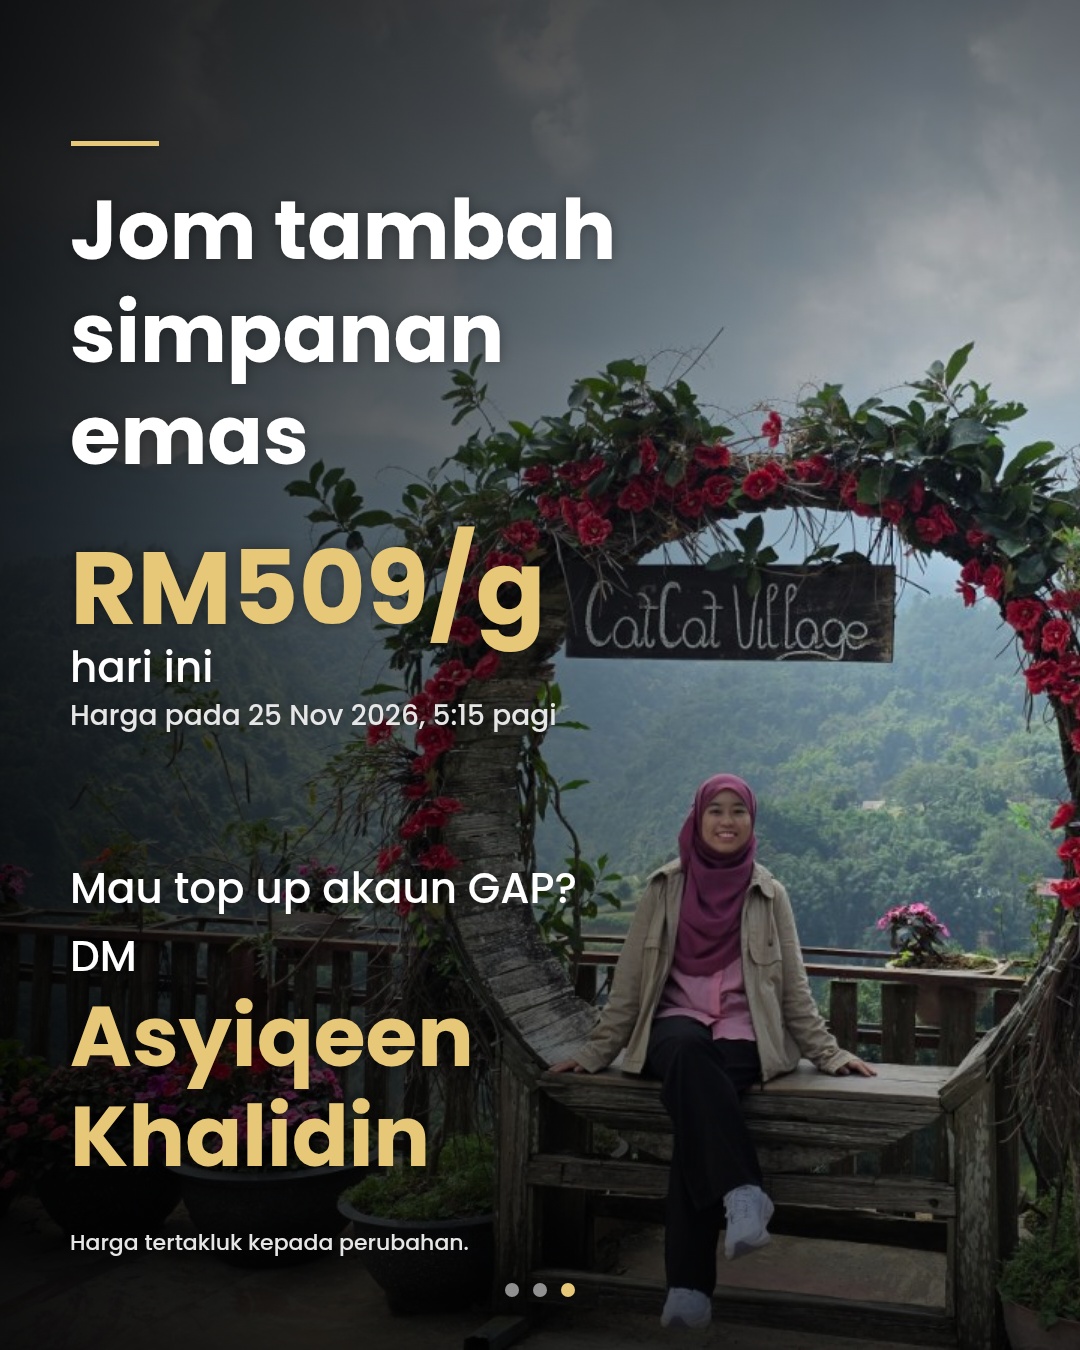 Jom tambah
simpanan
emas
RM509/g
hari ini
Harga pada 25 Nov 2026, 5:15 pagi
CatCat Village
Mau top up akaun GAP?
DM
Asyiqeen
Khalidin
Harga tertakluk kepada perubahan.